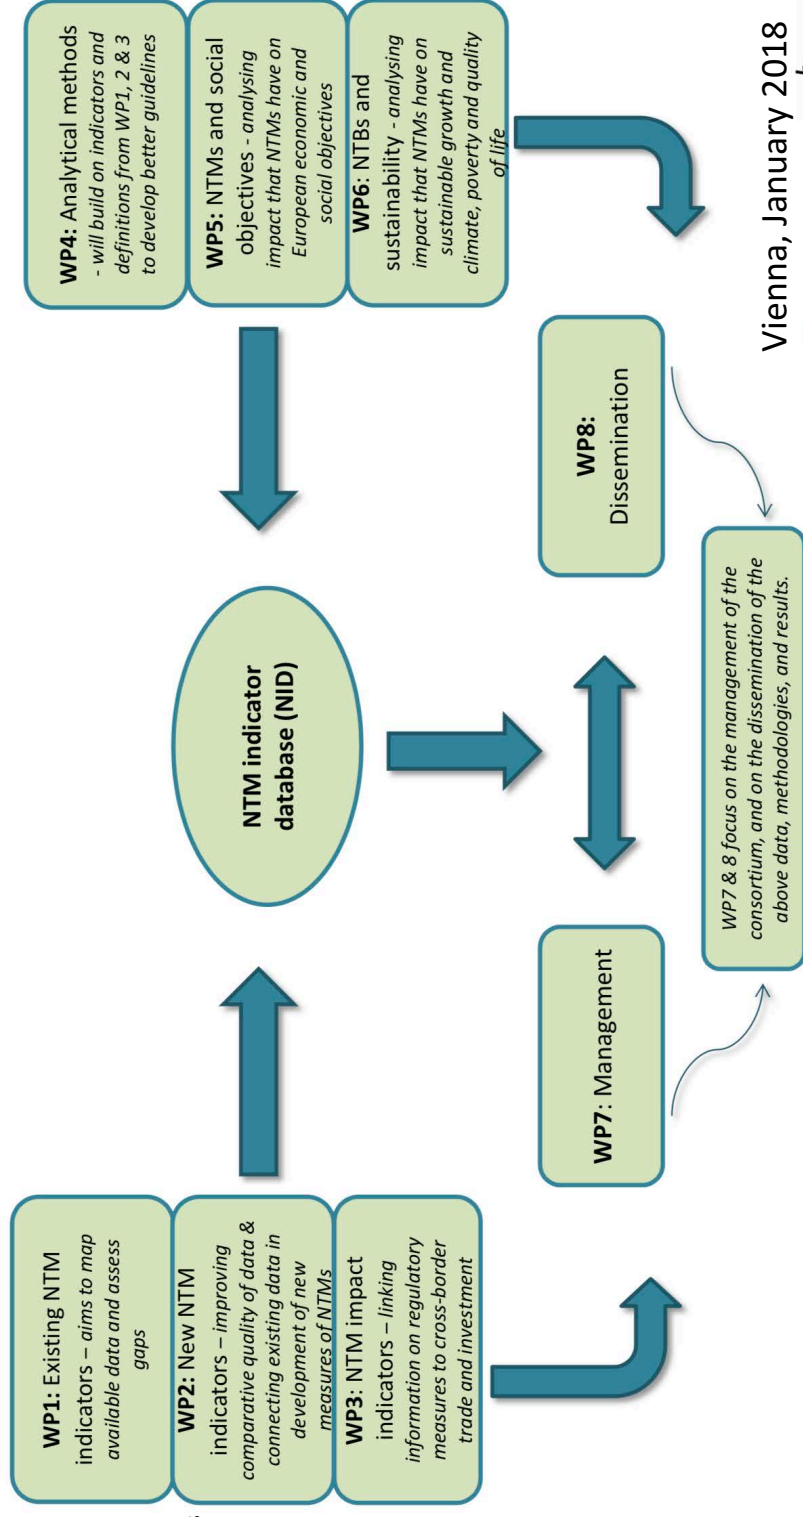 WP1: Existing NTM
indicators – aims to map
available data and assess
gaps
WP2: New NTM
indicators – improving
comparative quality of data &
connecting existing data in
development of new
measures of NTMs
WP3: NTM impact
indicators – linking
information on regulatory
measures to cross-border
trade and investment
NTM indicator
database (NID)
WP4: Analytical methods
- will build on indicators and
definitions from WP1, 2 & 3
to develop better guidelines
WP5: NTMs and social
objectives - analysing
impact that NTMs have on
European economic and
social objectives
WP6: NTBs and
sustainability - analysing
impact that NTMs have on
sustainable growth and
climate, poverty and quality
of life
WP7: Management
WP8:
Dissemination
WP7 & 8 focus on the management of the
consortium, and on the dissemination of the
above data, methodologies, and results.
Vienna, January 2018